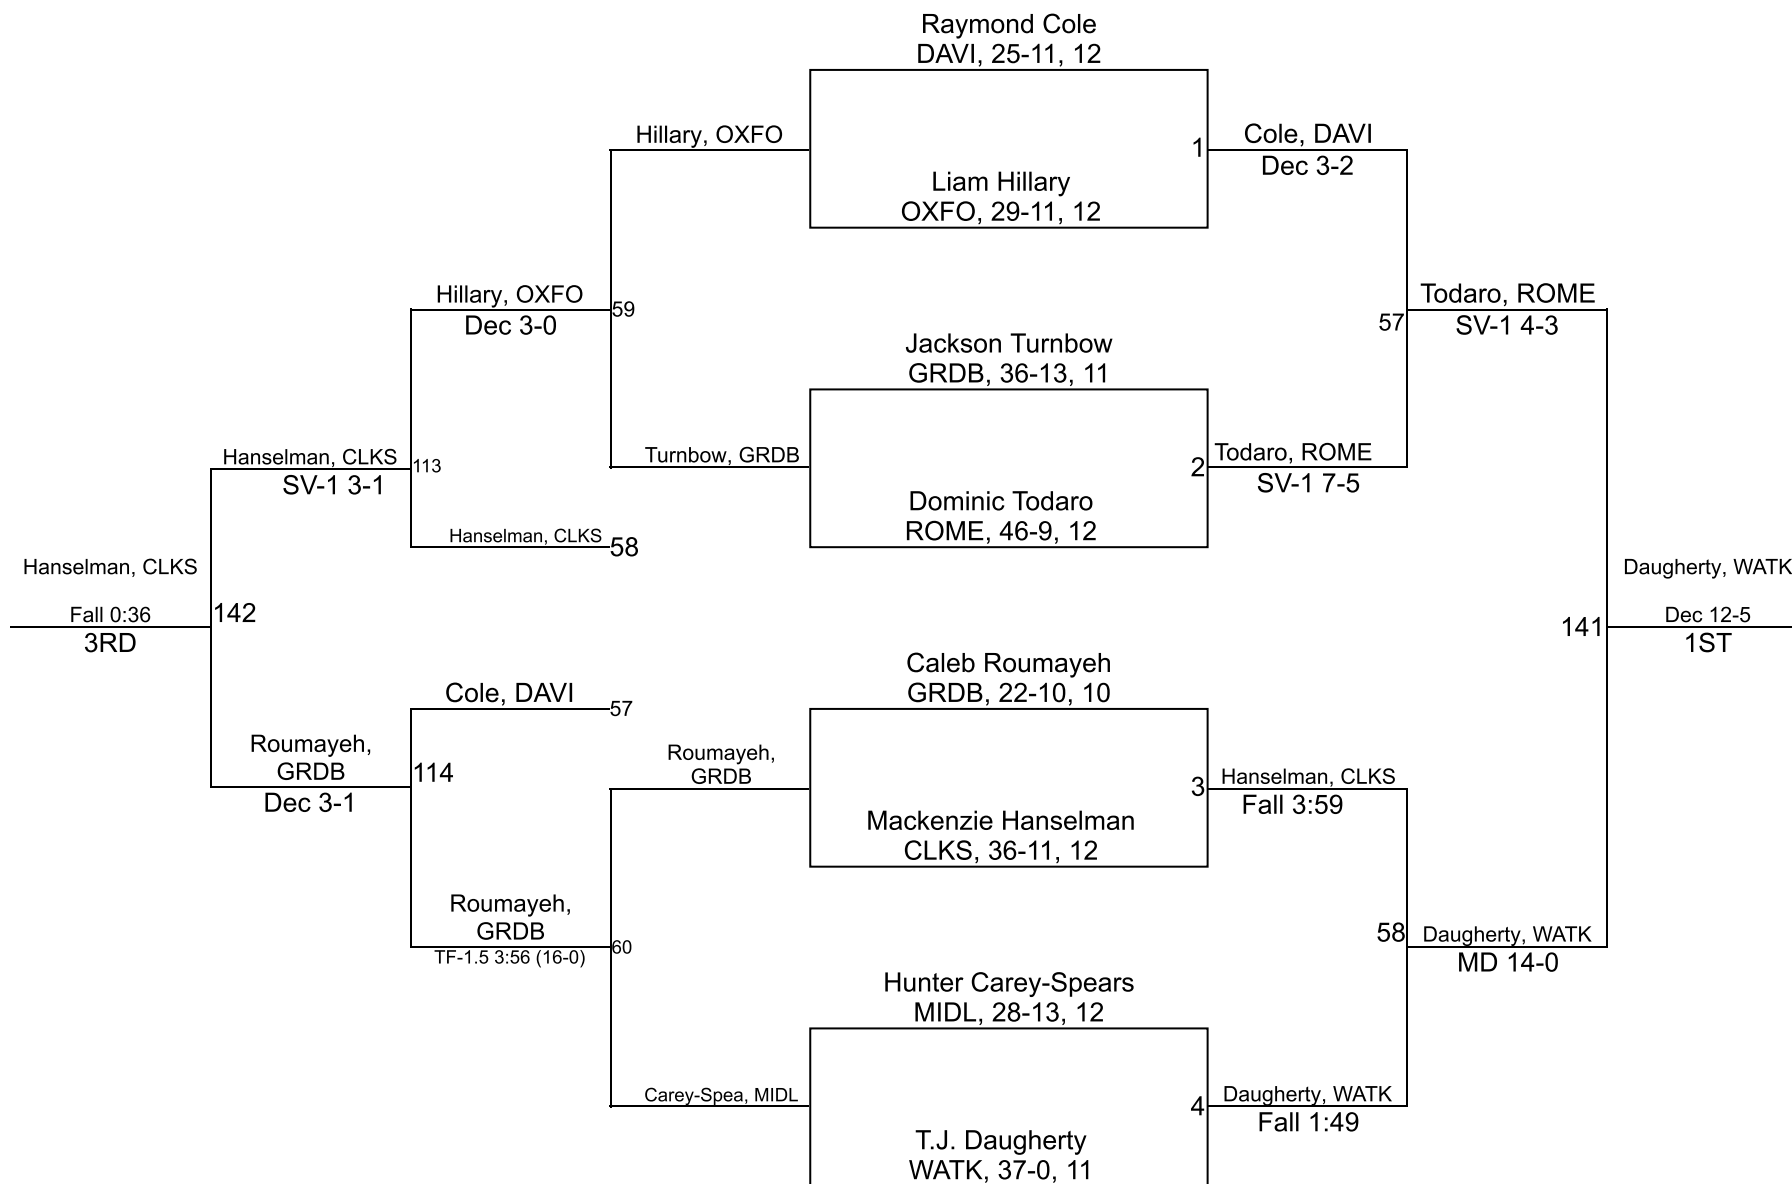 Raymond Cole
DAVI, 25-11, 12
Hillary, OXFO
1
Cole, DAVI
Dec 3-2
Liam Hillary
OXFO, 29-11, 12
Hillary, OXFO
Dec 3-0
59
Todaro, ROME
57
SV-1 4-3
Jackson Turnbow
GRDB, 36-13, 11
Hanselman, CLKS
SV-1 3-1
113
Turnbow, GRDB
2
Todaro, ROME
SV-1 7-5
Dominic Todaro
ROME, 46-9, 12
Hanselman, CLKS
58
Hanselman, CLKS
Fall 0:36
3RD
142
Daugherty, WATK
141
Dec 12-5
1ST
Caleb Roumayeh
GRDB, 22-10, 10
Cole, DAVI
57
Roumayeh,
GRDB
Dec 3-1
114
Roumayeh,
GRDB
3
Hanselman, CLKS
Fall 3:59
Mackenzie Hanselman
CLKS, 36-11, 12
Roumayeh,
GRDB
TF-1.5 3:56 (16-0)
60
58
Daugherty, WATK
MD 14-0
Hunter Carey-Spears
MIDL, 28-13, 12
Carey-Spea, MIDL
4
Daugherty, WATK
Fall 1:49
T.J. Daugherty
WATK, 37-0, 11